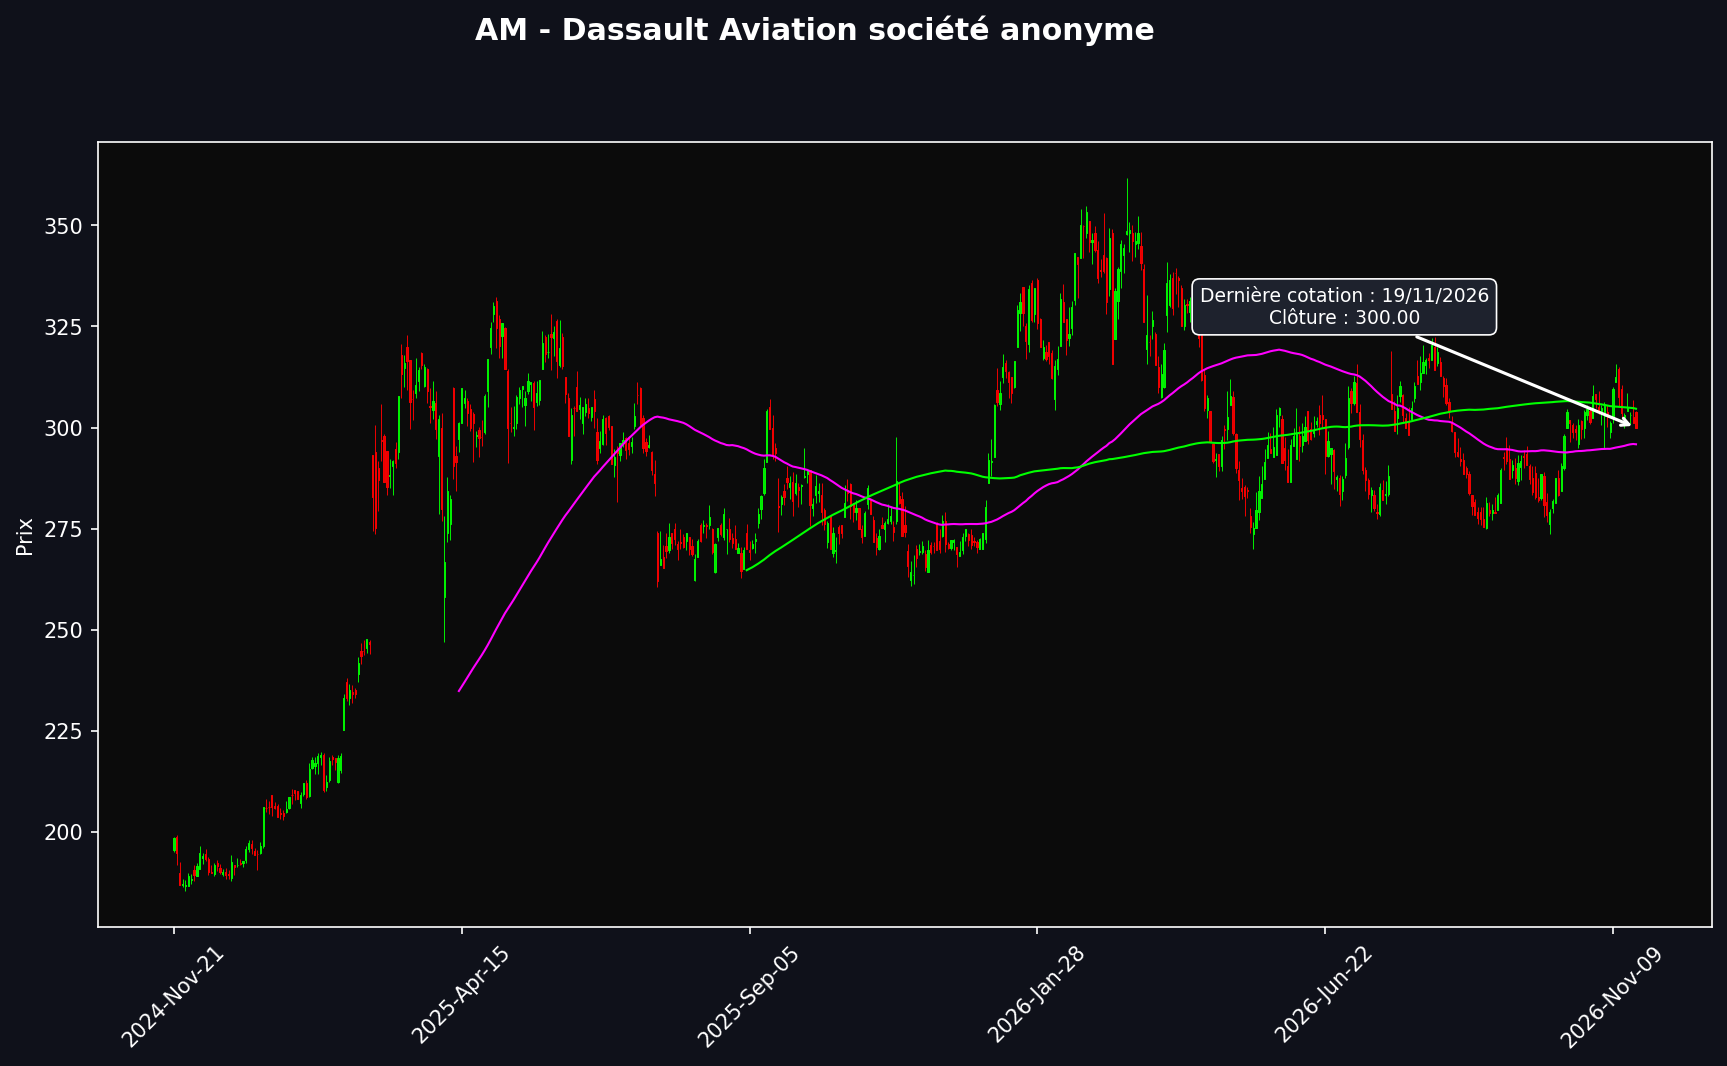 AM - Dassault Aviation société anonyme
Dernière cotation : 19/11/2026
Clôture : 300.00
Prix
350
325
300
275
250
225
200
2024-Nov-21
2025-Apr-15
2025-Sep-05
2026-Jan-28
2026-Jun-22
2026-Nov-09